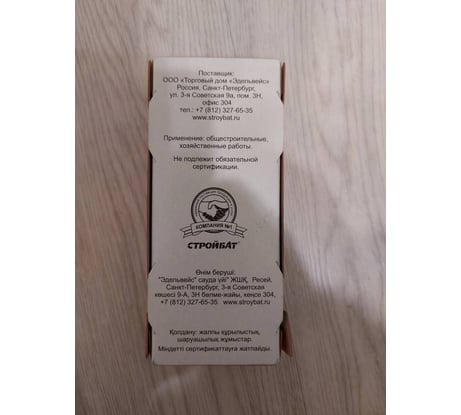 Поставщик:
ООО «Торговый дом «Эдельвейс»
Россия, Санкт-Петербург,
ул. 3-я Советская 9а, пом. 3Н,
офис 304
тел.: +7 (812) 327-65-35
www.stroybat.ru
Применение: общестроительные,
хозяйственные работы.
Не подлежит обязательной
сертификации.
КОМПАНИЯ №1
СТРОЙБАТ
Өнім беруші:
"Эдельвейс" сауда үйі" ЖШҚ, Ресей,
Санкт-Петербург, 3-я Советская
көшесі 9-А, 3Н бөлме-жайы, кеңсе 304,
+7 (812) 327-65-35 www.stroybat.ru
Қолдану: жалпы құрылыстық,
шаруашылық жұмыстар.
Міндетті сертификаттауға жатпайды.